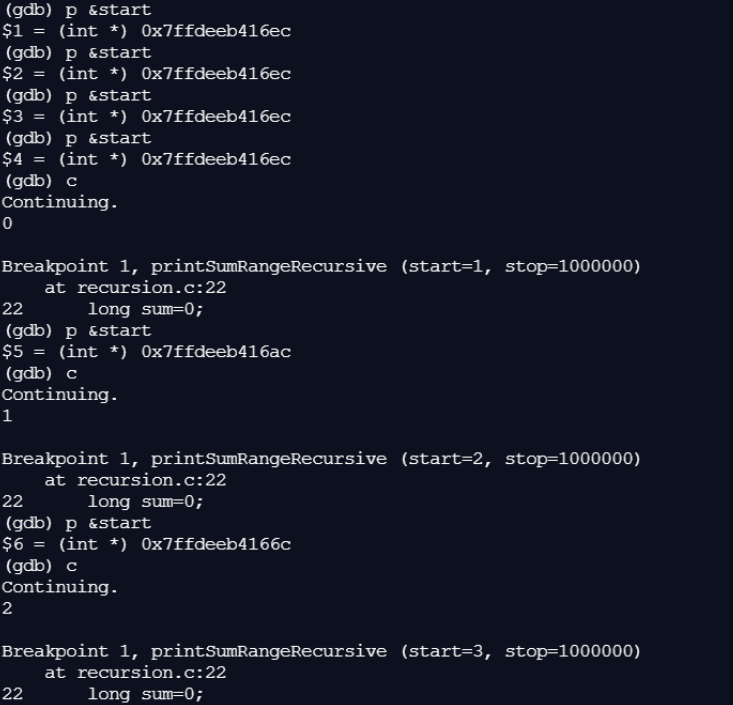 (gdb) p &start
$1 = (int *) 0x7ffdeeb416ec
(gdb) p &start
$2 = (int *) 0x7ffdeeb416ec
(gdb) p &start
$3 = (int *) 0x7ffdeeb416ec
(gdb) p &start
$4 = (int *) 0x7ffdeeb416ec
(gdb) c
Continuing.
0

Breakpoint 1, printSumRangeRecursive (start=1, stop=1000000)
    at recursion.c:22
22      long sum=0;
(gdb) p &start
$5 = (int *) 0x7ffdeeb416ac
(gdb) c
Continuing.
1

Breakpoint 1, printSumRangeRecursive (start=2, stop=1000000)
    at recursion.c:22
22      long sum=0;
(gdb) p &start
$6 = (int *) 0x7ffdeeb4166c
(gdb) c
Continuing.
2

Breakpoint 1, printSumRangeRecursive (start=3, stop=1000000)
    at recursion.c:22
22      long sum=0;